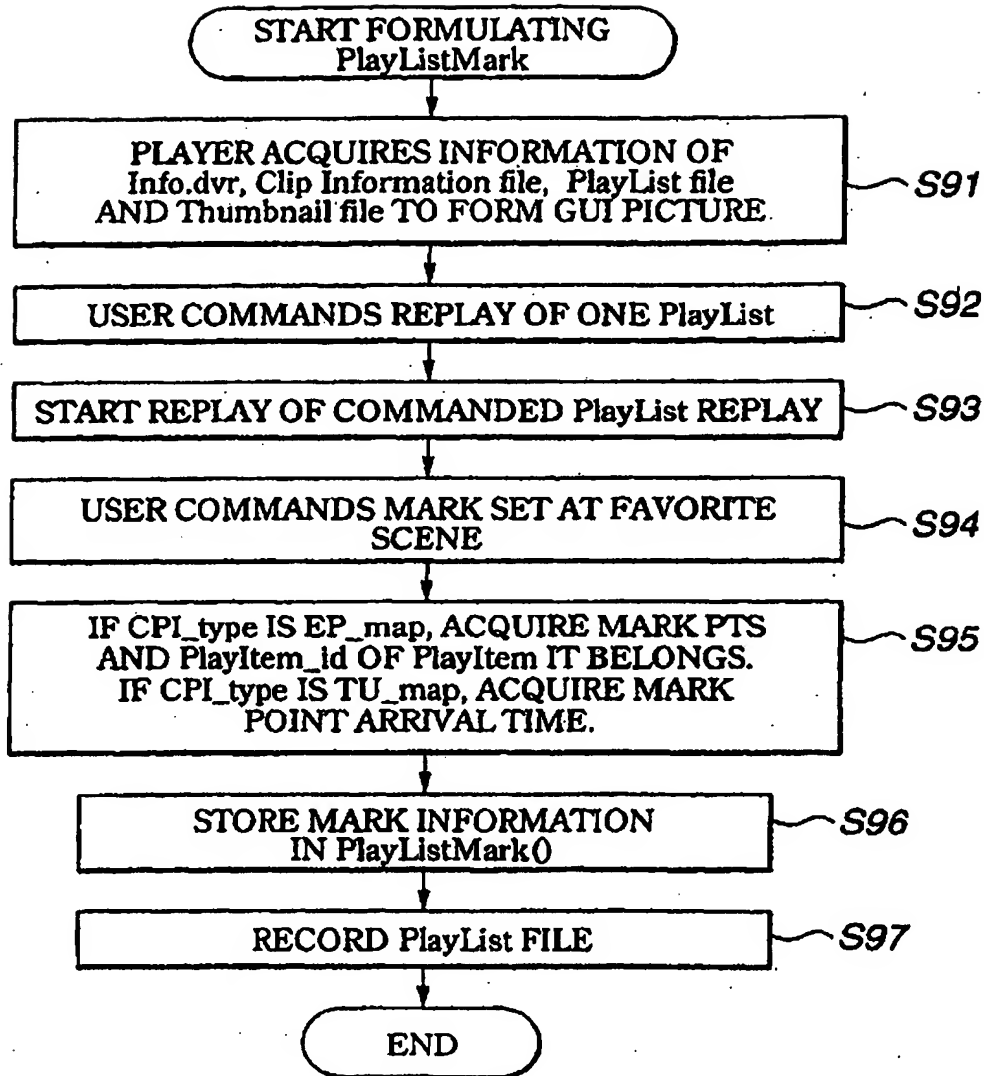 START FORMULATING
PlayListMark
PLAYER ACQUIRES INFORMATION OF
Info.dvr, Clip Information file, PlayList file
AND Thumbnail file TO FORM GUI PICTURE
S91
USER COMMANDS REPLAY OF ONE PlayList
S92
START REPLAY OF COMMANDED PlayList REPLAY
S93
USER COMMANDS MARK SET AT FAVORITE
SCENE
S94
IF CPI_type IS EP_map, ACQUIRE MARK PTS
AND PlayItem_id OF PlayItem IT BELONGS.
IF CPI_type IS TU_map, ACQUIRE MARK
POINT ARRIVAL TIME.
S95
STORE MARK INFORMATION
IN PlayListMark()
S96
RECORD PlayList FILE
S97
END